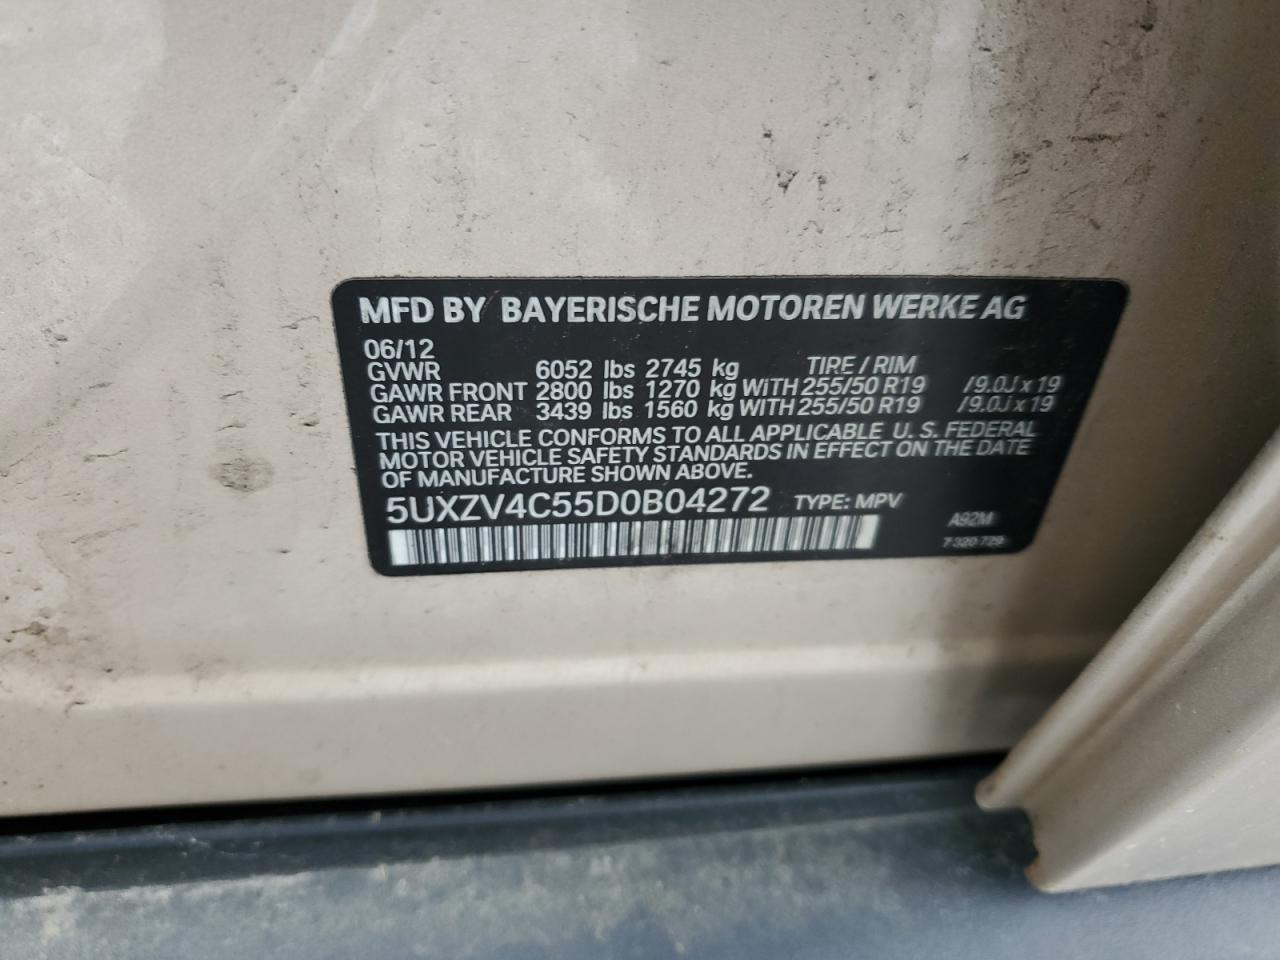 MFD BY BAYERISCHE MOTOREN WERKE AG
06/12
GVWR 6052 lbs 2745 kg TIRE / RIM
GAWR FRONT 2800 lbs 1270 kg WITH 255/50 R19 /9.0J x 19
GAWR REAR 3439 lbs 1560 kg WITH 255/50 R19 /9.0J x 19
THIS VEHICLE CONFORMS TO ALL APPLICABLE U. S. FEDERAL
MOTOR VEHICLE SAFETY STANDARDS IN EFFECT ON THE DATE
OF MANUFACTURE SHOWN ABOVE.
5UXZV4C55D0B04272 TYPE: MPV
A92M
7 320 729